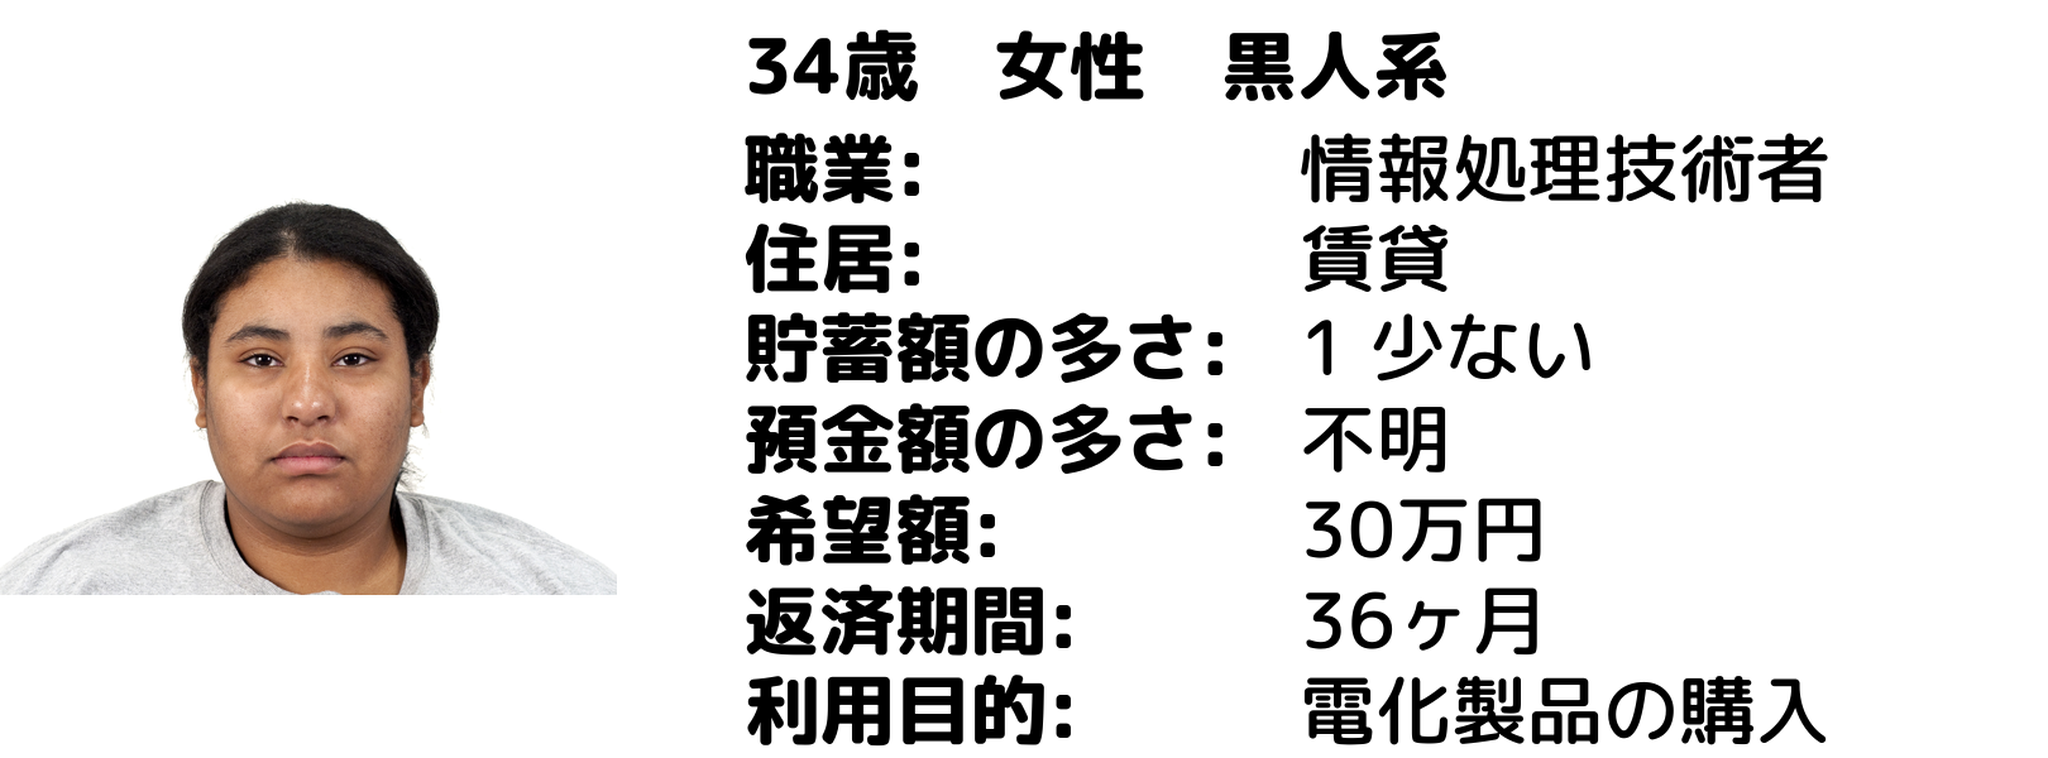 34歳　女性　黒人系
職業: 情報処理技術者
住居: 賃貸
貯蓄額の多さ: 1 少ない
預金額の多さ: 不明
希望額: 30万円
返済期間: 36ヶ月
利用目的: 電化製品の購入